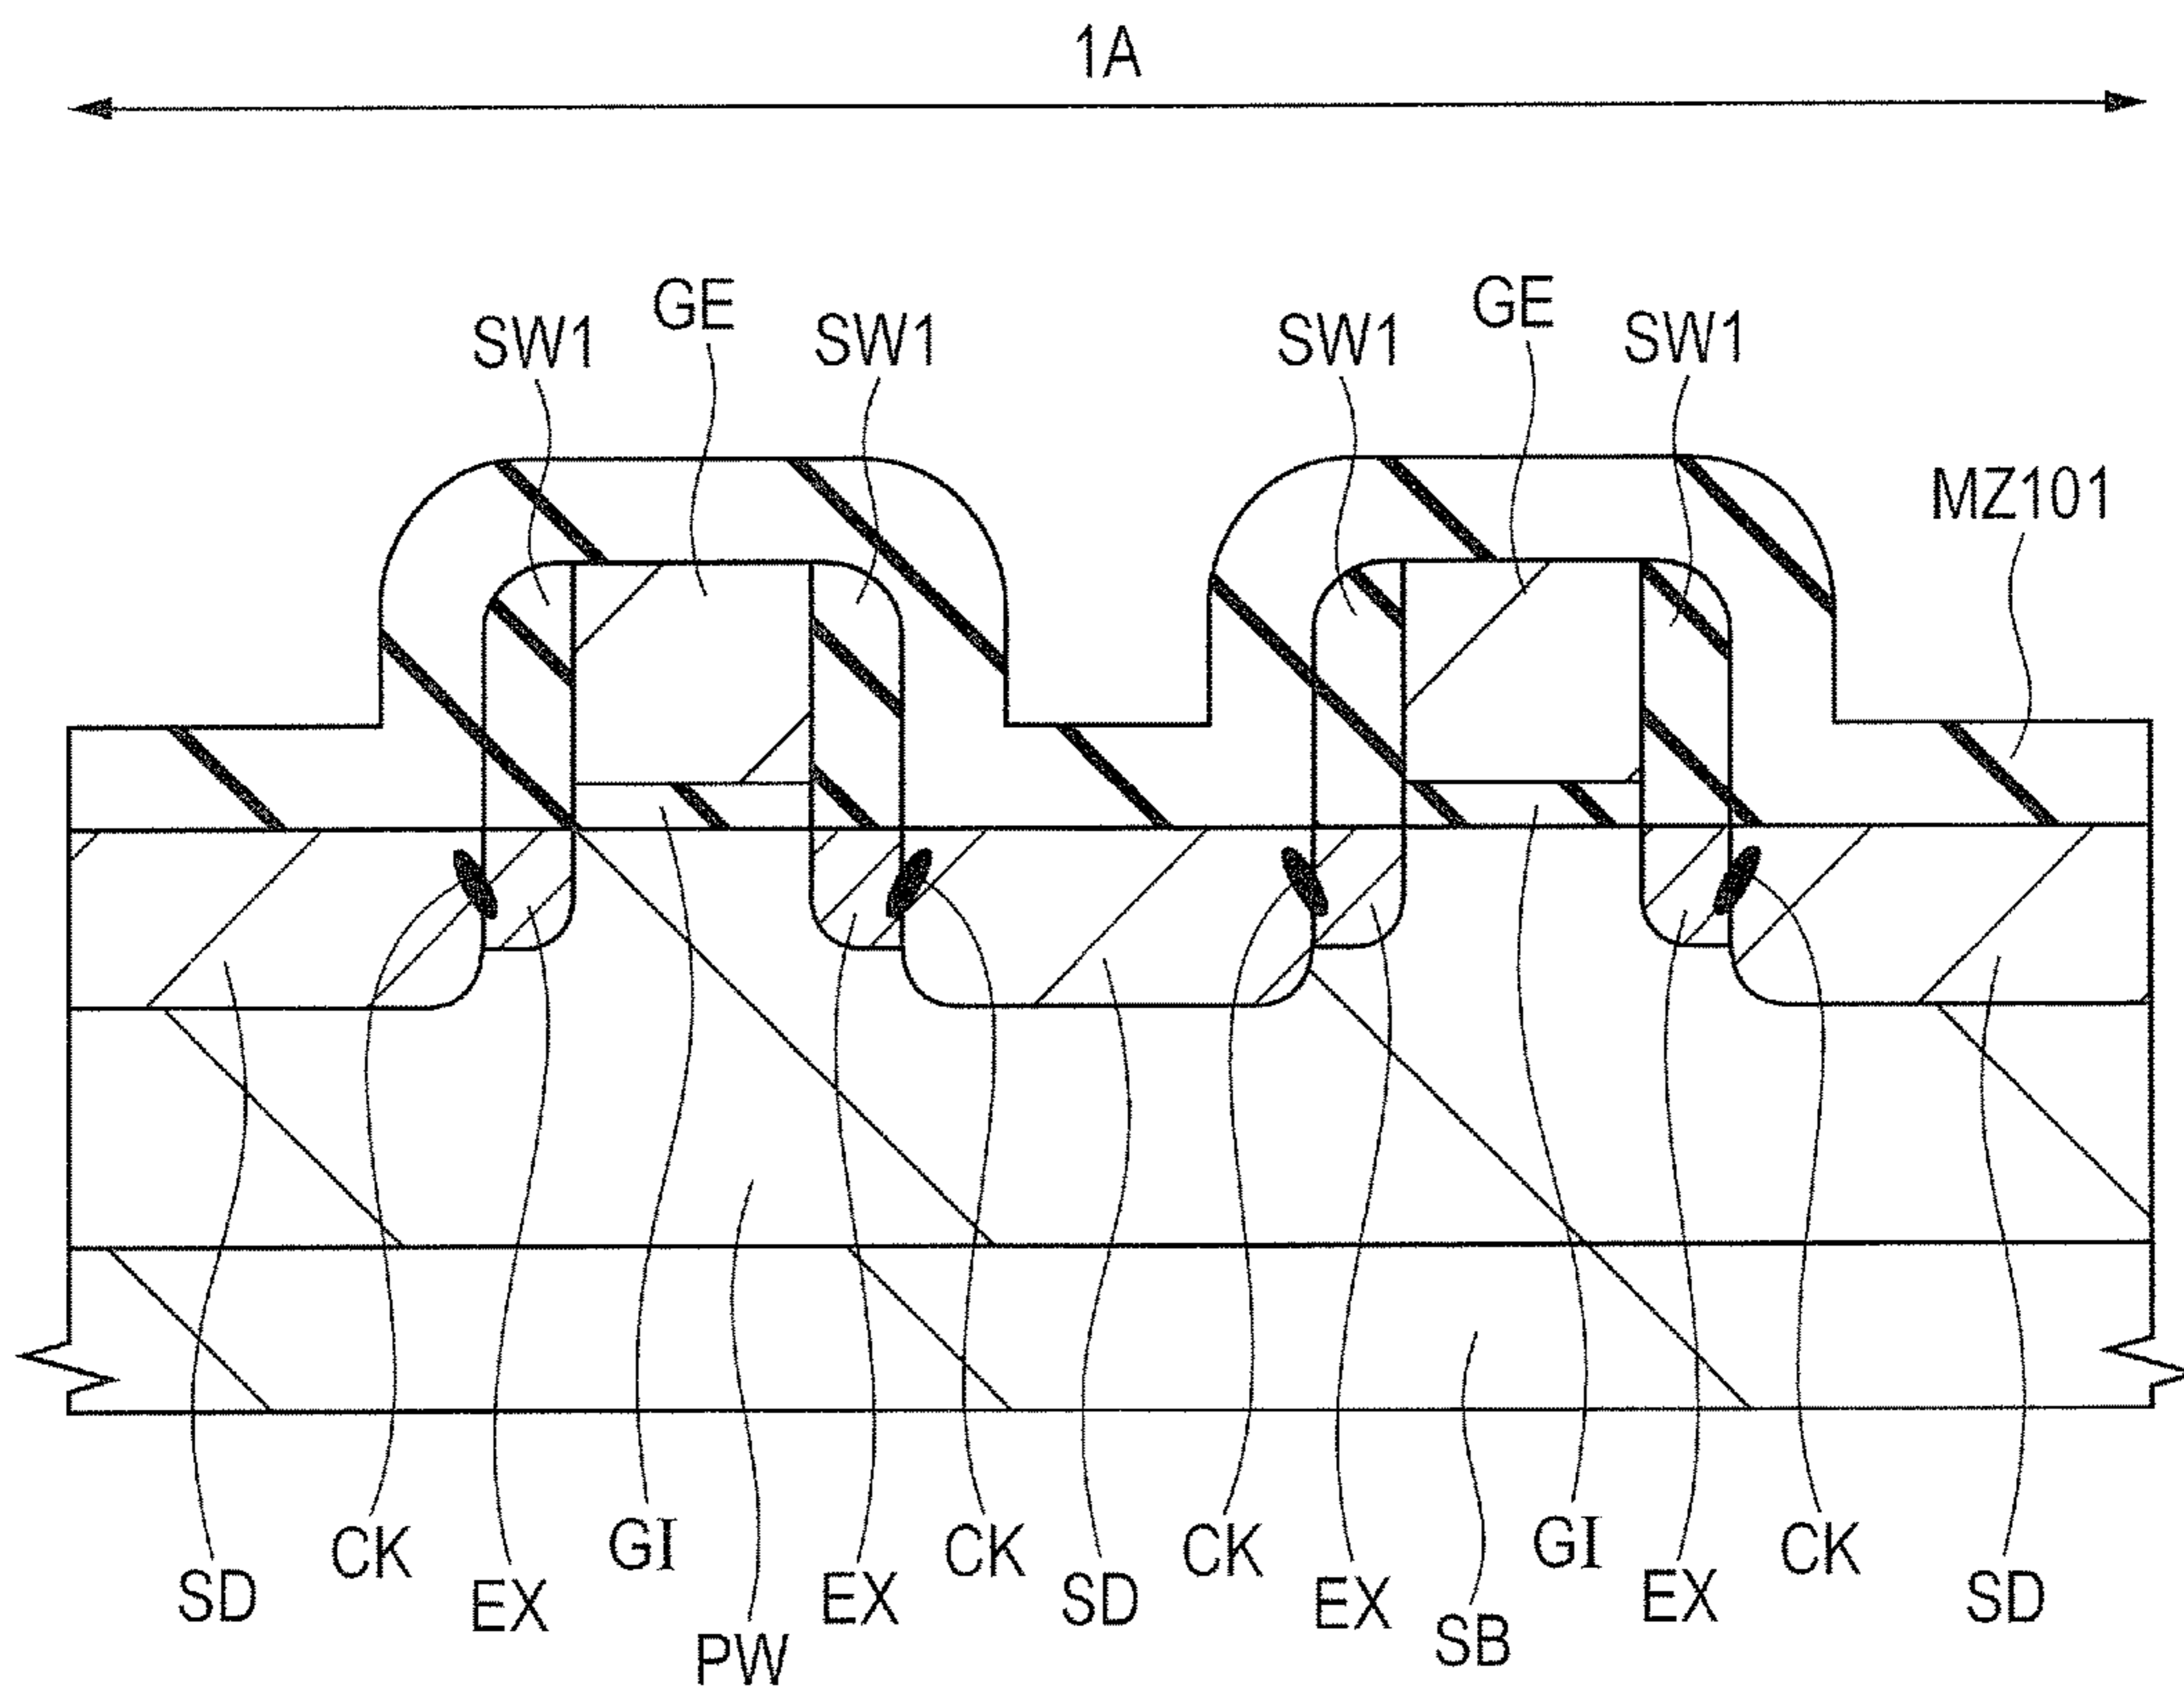 1A
GE GE
SW1 SW1 SW1 SW1
MZ101
CK GI CK CK GI CK
SD EX EX SD EX EX SD
PW SB